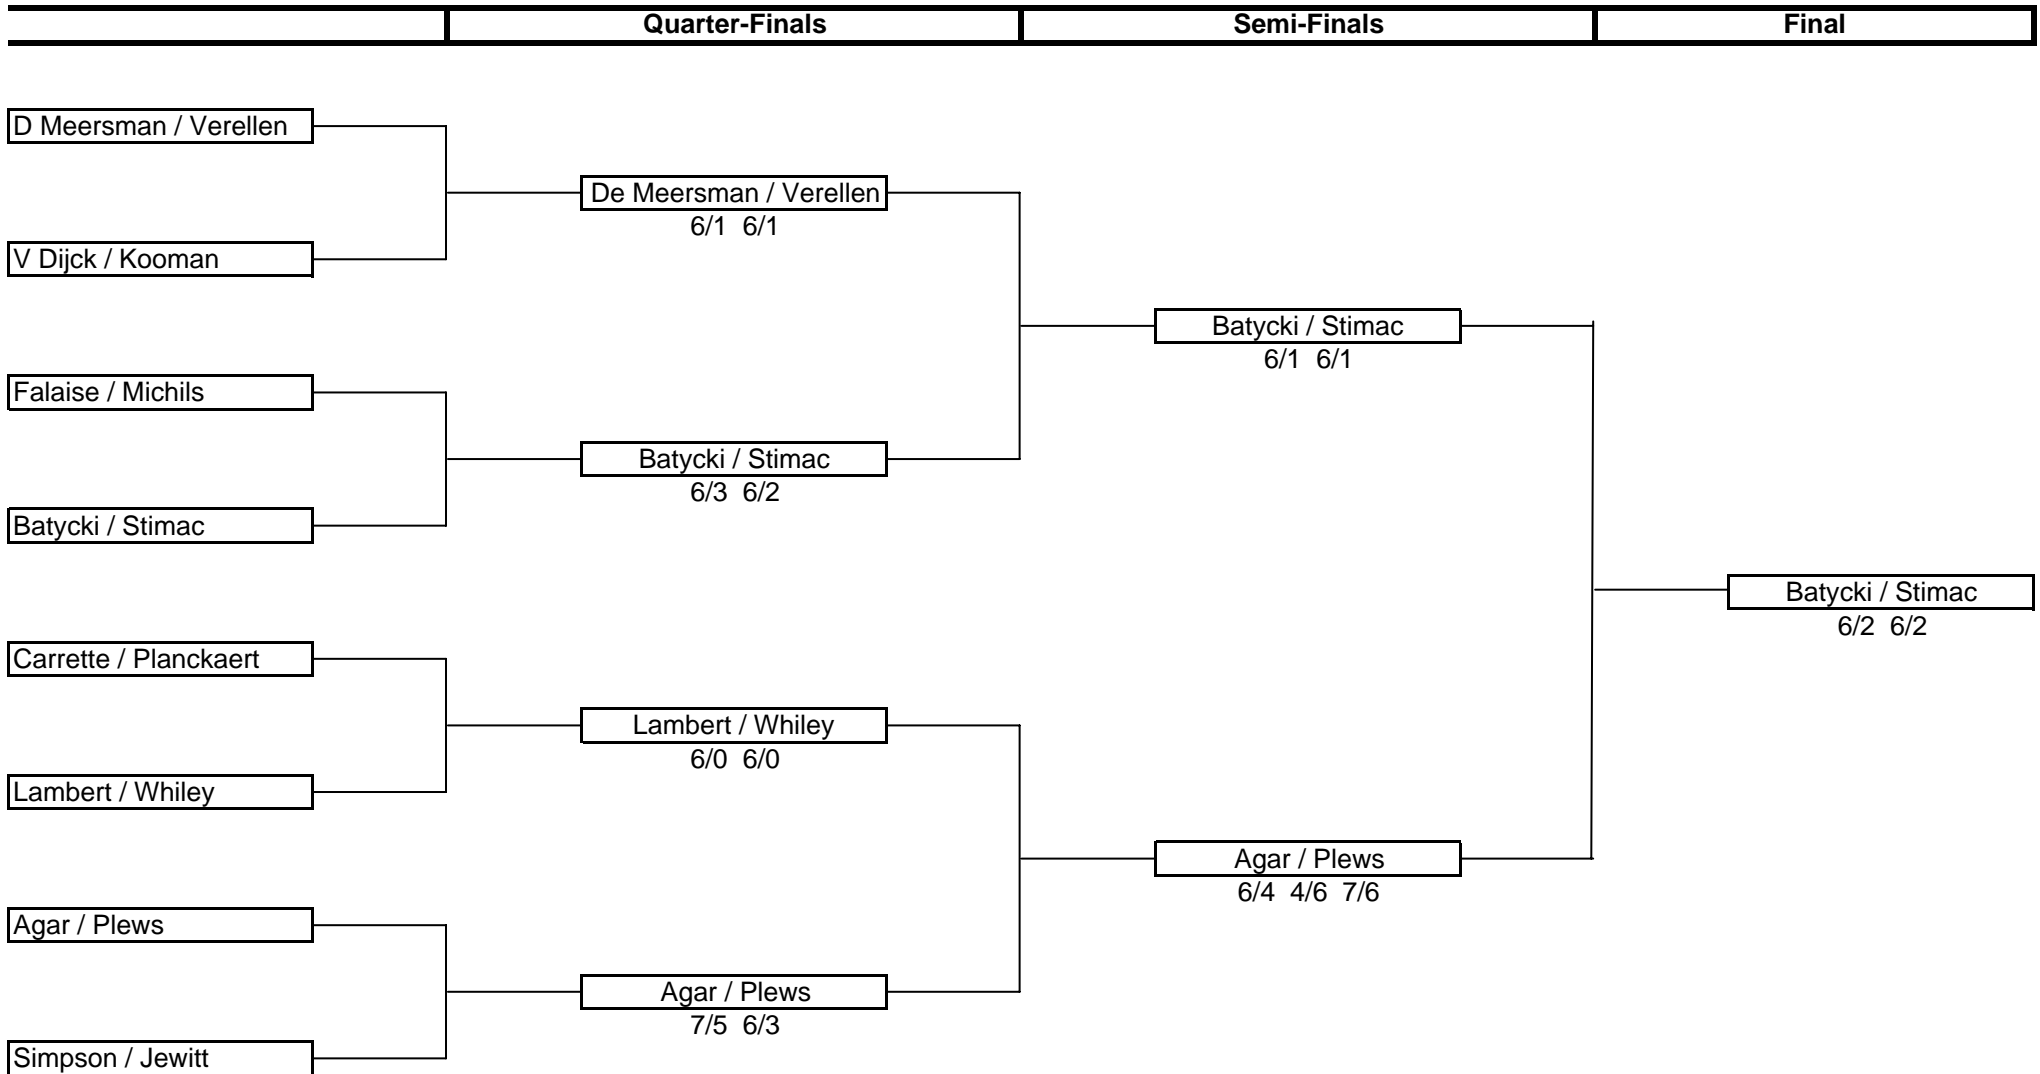 Quarter-Finals Semi-Finals Final
D Meersman / Verellen
De Meersman / Verellen
6/1 6/1
V Dijck / Kooman
Batycki / Stimac
6/1 6/1
Falaise / Michils
Batycki / Stimac
6/3 6/2
Batycki / Stimac
Batycki / Stimac
6/2 6/2
Carrette / Planckaert
Lambert / Whiley
6/0 6/0
Lambert / Whiley
Agar / Plews
6/4 4/6 7/6
Agar / Plews
Agar / Plews
7/5 6/3
Simpson / Jewitt